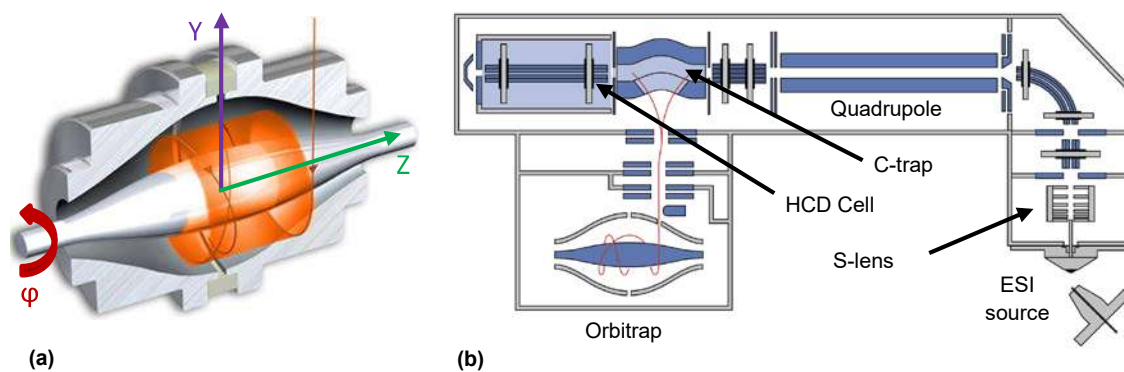 Y
Z
φ
(a)
Quadrupole
C-trap
HCD Cell
S-lens
ESI
source
Orbitrap
(b)